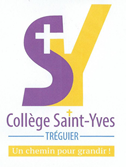 SY
Collège Saint-Yves
TRÉGUIER
Un chemin pour grandir !